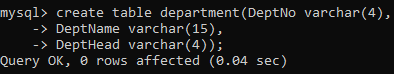 mysql> create table department(DeptNo varchar(4),
    -> DeptName varchar(15),
    -> DeptHead varchar(4));
Query OK, 0 rows affected (0.04 sec)